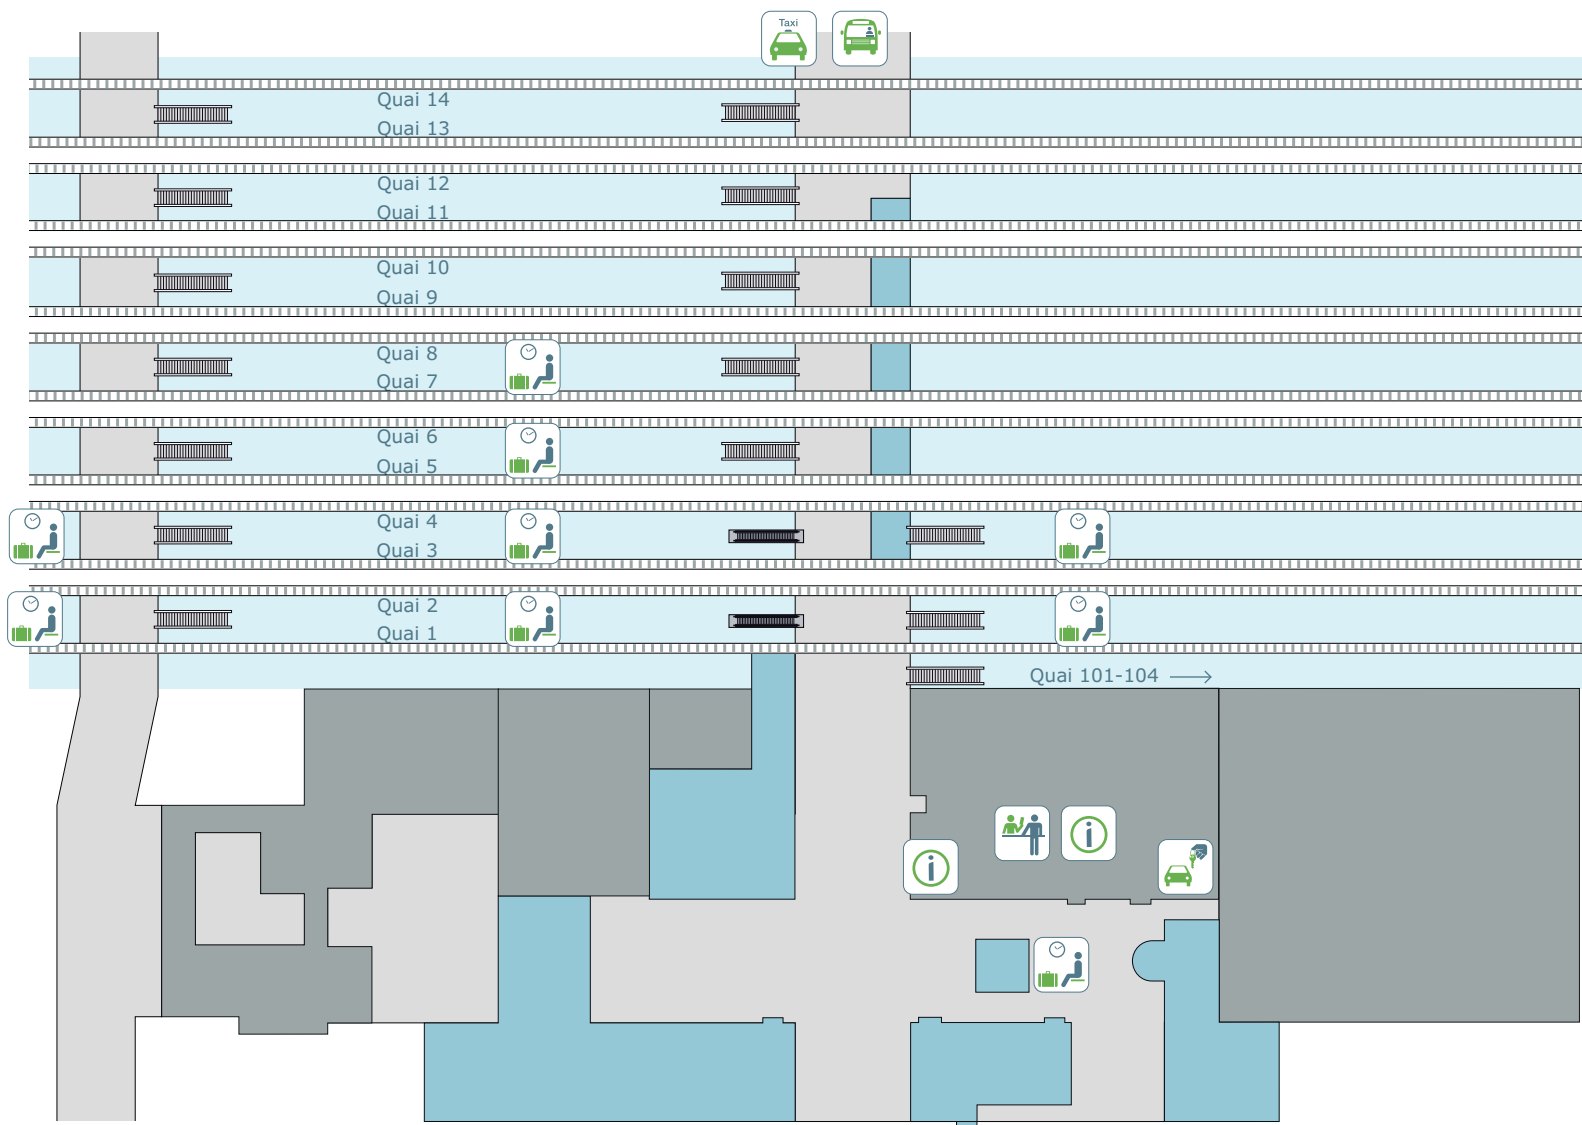 Taxi
Quai 14
Quai 13
Quai 12
Quai 11
Quai 10
Quai 9
Quai 8
Quai 7
Quai 6
Quai 5
Quai 4
Quai 3
Quai 2
Quai 1
Quai 101-104 →
i
i